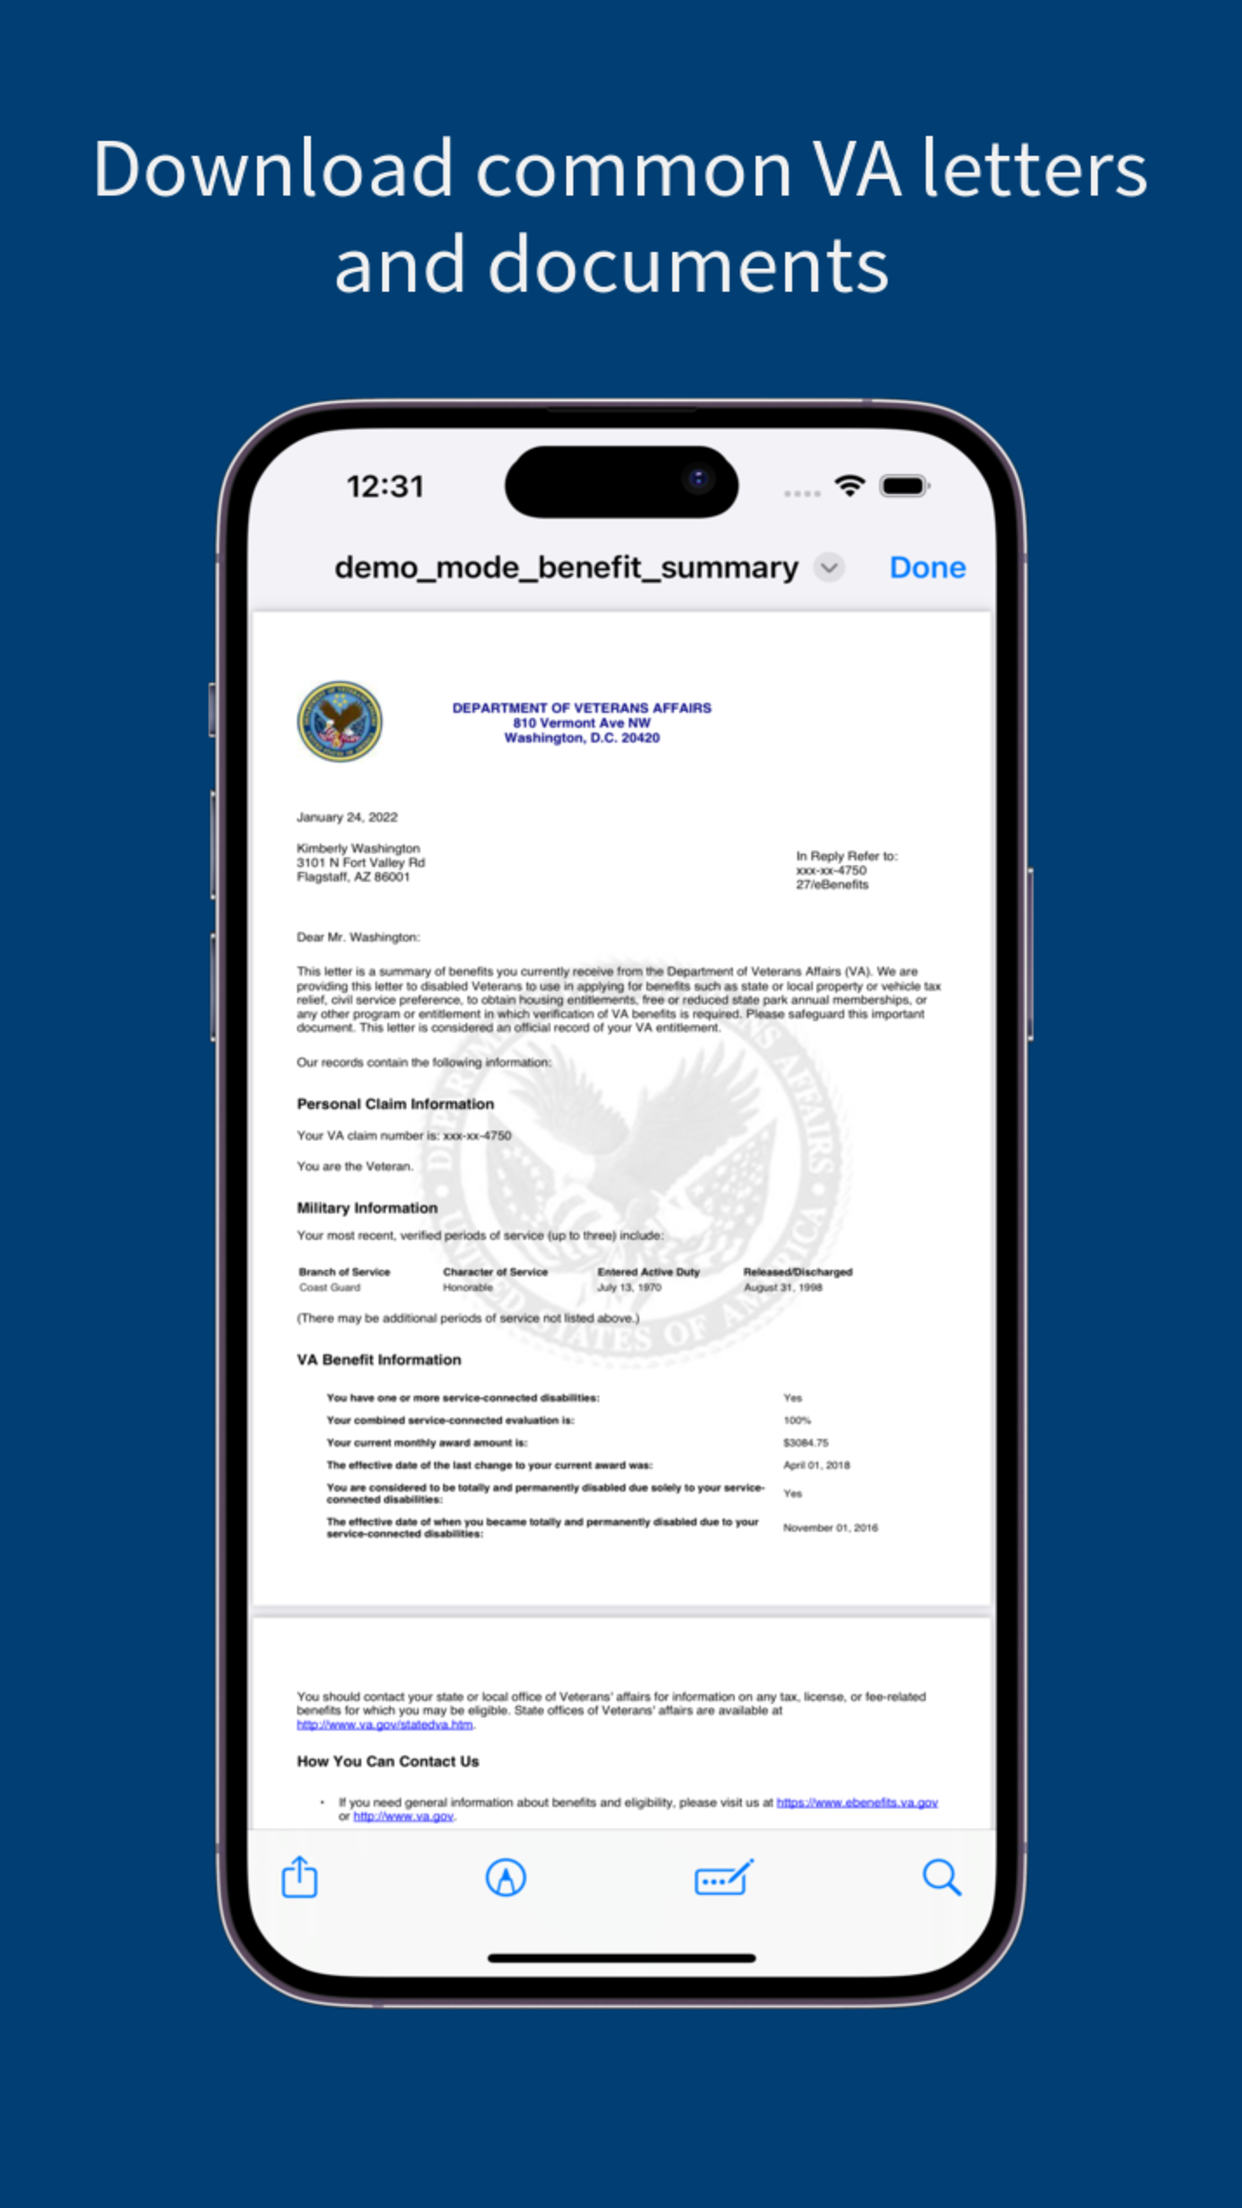 Download common VA letters
and documents
12:31
demo_mode_benefit_summary
Done
DEPARTMENT OF VETERANS AFFAIRS
810 Vermont Ave NW
Washington, D.C. 20420
January 24, 2022
Kimberly Washington
3101 N Fort Valley Rd
Flagstaff, AZ 86001
In Reply Refer to:
xxx-xx-4750
27/eBenefits
Dear Mr. Washington:
This letter is a summary of benefits you currently receive from the Department of Veterans Affairs (VA). We are
providing this letter to disabled Veterans to use in applying for benefits such as state or local property or vehicle tax
relief, civil service preference, to obtain housing entitlements, free or reduced state park annual memberships, or
any other program or entitlement in which verification of VA benefits is required. Please safeguard this important
document. This letter is considered an official record of your VA entitlement.
Our records contain the following information:
Personal Claim Information
Your VA claim number is: xxx-xx-4750
You are the Veteran.
Military Information
Your most recent, verified periods of service (up to three) include:
Branch of Service Character of Service Entered Active Duty Released/Discharged
Coast Guard Honorable July 13, 1970 August 31, 1998
(There may be additional periods of service not listed above.)
VA Benefit Information
You have one or more service-connected disabilities: Yes
Your combined service-connected evaluation is: 100%
Your current monthly award amount is: $3084.75
The effective date of the last change to your current award was: April 01, 2018
You are considered to be totally and permanently disabled due solely to your service-
connected disabilities: Yes
The effective date of when you became totally and permanently disabled due to your
service-connected disabilities: November 01, 2016
You should contact your state or local office of Veterans' affairs for information on any tax, license, or fee-related
benefits for which you may be eligible. State offices of Veterans' affairs are available at
http://www.va.gov/statedva.htm.
How You Can Contact Us
• If you need general information about benefits and eligibility, please visit us at https://www.ebenefits.va.gov
or http://www.va.gov.